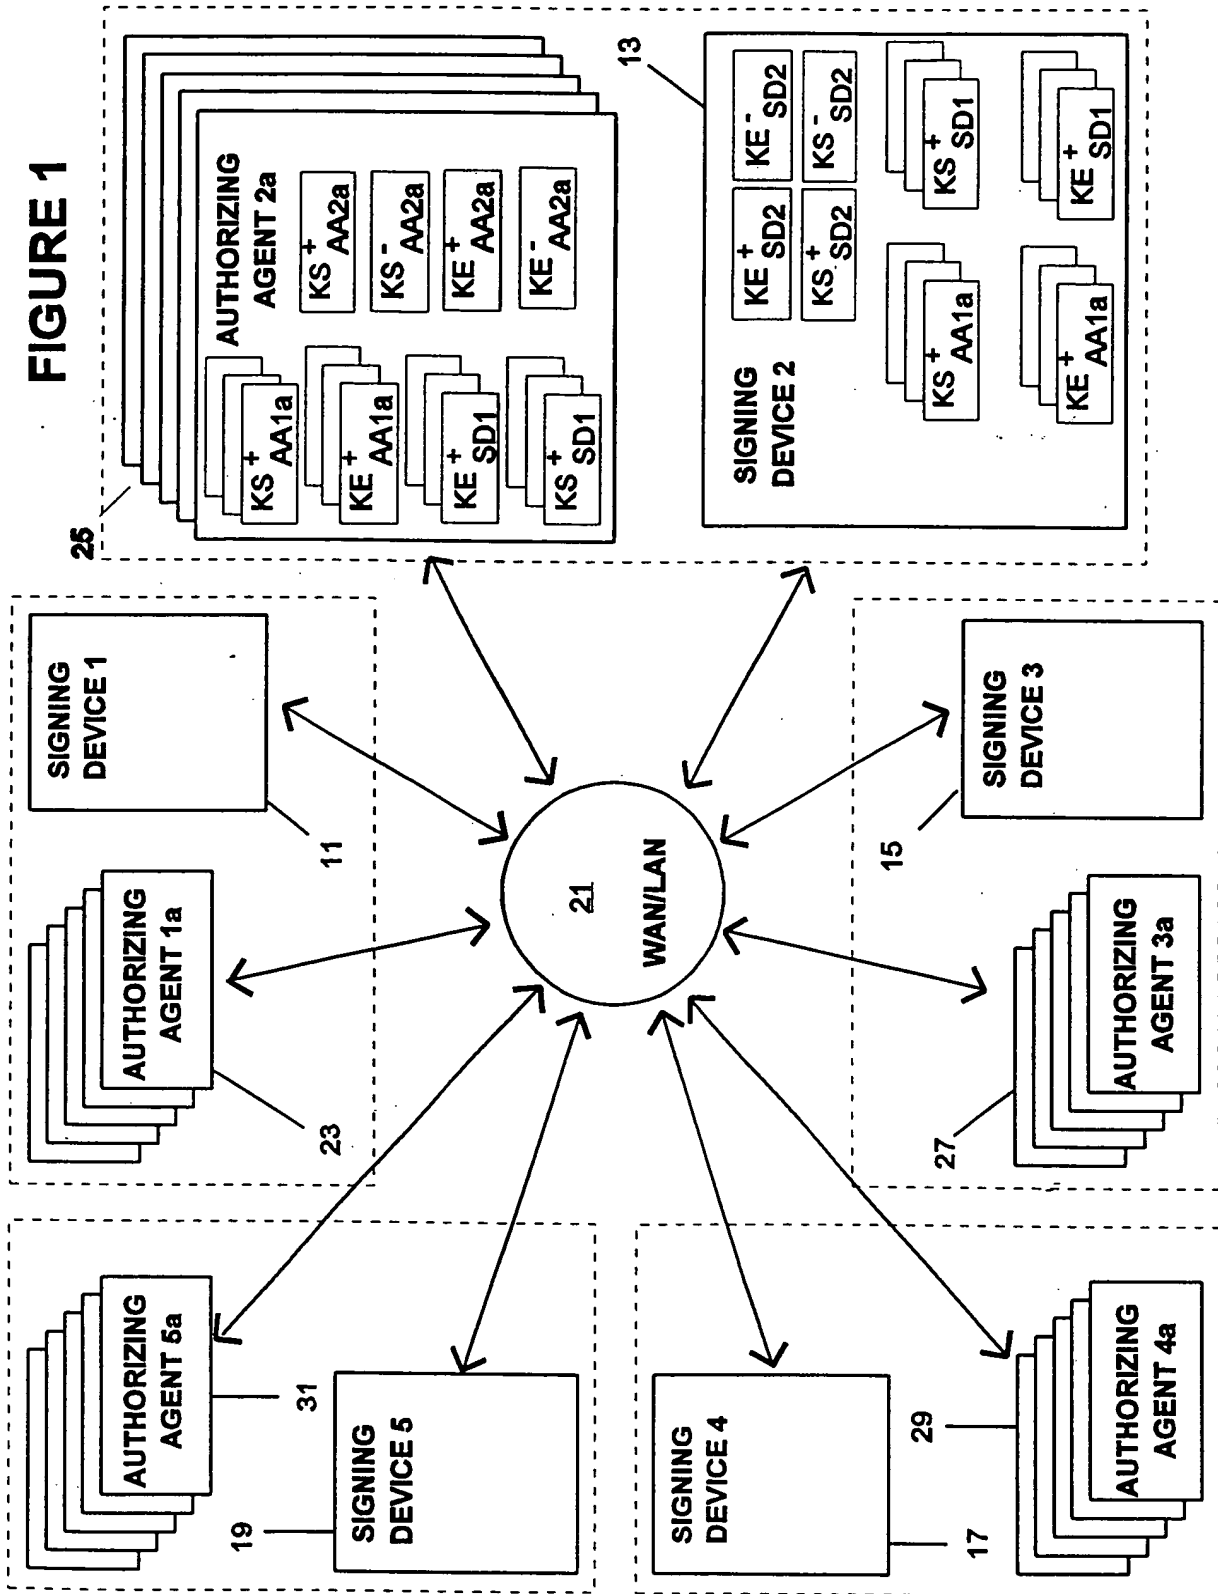 FIGURE 1
25
AUTHORIZING
AGENT 2a
KS+AA1a
KE+AA1a
KE+SD1
KS+SD1
KS+AA2a
KS-AA2a
KE+AA2a
KE-AA2a
13
SIGNING
DEVICE 2
KE+SD2
KE-SD2
KS+SD2
KS-SD2
KS+AA1a
KS+SD1
KE+AA1a
KE+SD1
SIGNING
DEVICE 1
11
AUTHORIZING
AGENT 1a
23
21
WAN/LAN
15
SIGNING
DEVICE 3
27
AUTHORIZING
AGENT 3a
AUTHORIZING
AGENT 5a
31
19
SIGNING
DEVICE 5
SIGNING
DEVICE 4
17
29
AUTHORIZING
AGENT 4a